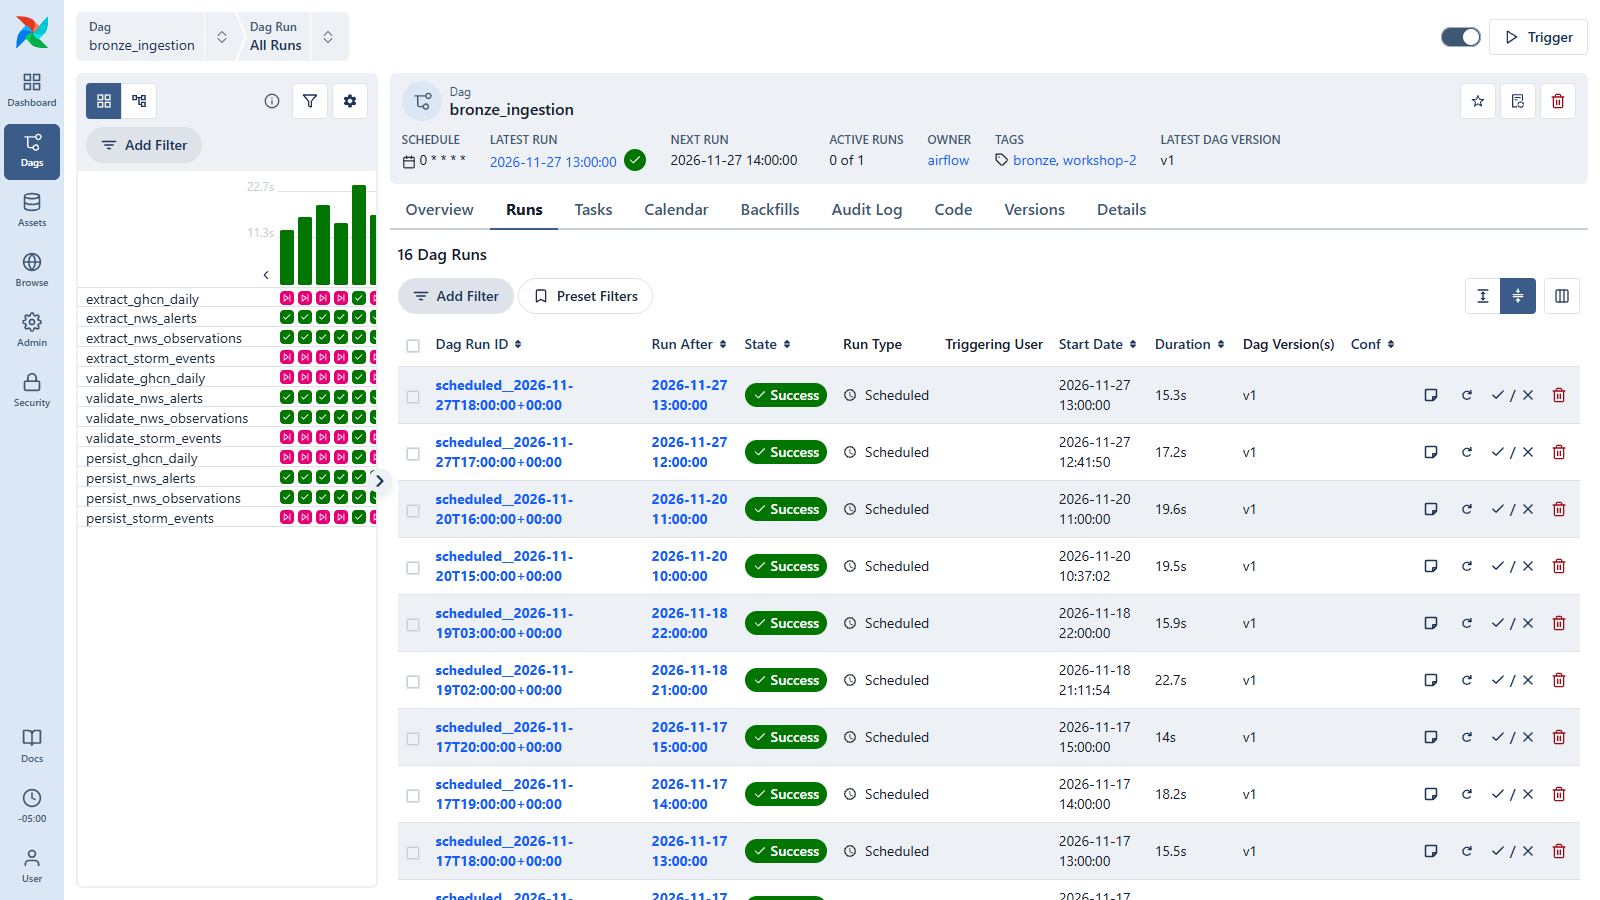 Dag
bronze_ingestion
Dag Run
All Runs
Trigger
Dashboard
Dags
Assets
Browse
Admin
Security
Docs
-05:00
User
Add Filter
22.7s
11.3s
extract_ghcn_daily
extract_nws_alerts
extract_nws_observations
extract_storm_events
validate_ghcn_daily
validate_nws_alerts
validate_nws_observations
validate_storm_events
persist_ghcn_daily
persist_nws_alerts
persist_nws_observations
persist_storm_events
Dag
bronze_ingestion
SCHEDULE LATEST RUN NEXT RUN ACTIVE RUNS OWNER TAGS LATEST DAG VERSION
0 * * * * 2026-11-27 13:00:00 2026-11-27 14:00:00 0 of 1 airflow bronze, workshop-2 v1
Overview Runs Tasks Calendar Backfills Audit Log Code Versions Details
16 Dag Runs
Add Filter Preset Filters
Dag Run ID Run After State Run Type Triggering User Start Date Duration Dag Version(s) Conf
scheduled__2026-11- 2026-11-27 Success Scheduled 2026-11-27 15.3s v1 /
27T18:00:00+00:00 13:00:00 13:00:00
scheduled__2026-11- 2026-11-27 Success Scheduled 2026-11-27 17.2s v1 /
27T17:00:00+00:00 12:00:00 12:41:50
scheduled__2026-11- 2026-11-20 Success Scheduled 2026-11-20 19.6s v1 /
20T16:00:00+00:00 11:00:00 11:00:00
scheduled__2026-11- 2026-11-20 Success Scheduled 2026-11-20 19.5s v1 /
20T15:00:00+00:00 10:00:00 10:37:02
scheduled__2026-11- 2026-11-18 Success Scheduled 2026-11-18 15.9s v1 /
19T03:00:00+00:00 22:00:00 22:00:00
scheduled__2026-11- 2026-11-18 Success Scheduled 2026-11-18 22.7s v1 /
19T02:00:00+00:00 21:00:00 21:11:54
scheduled__2026-11- 2026-11-17 Success Scheduled 2026-11-17 14s v1 /
17T20:00:00+00:00 15:00:00 15:00:00
scheduled__2026-11- 2026-11-17 Success Scheduled 2026-11-17 18.2s v1 /
17T19:00:00+00:00 14:00:00 14:00:00
scheduled__2026-11- 2026-11-17 Success Scheduled 2026-11-17 15.5s v1 /
17T18:00:00+00:00 13:00:00 13:00:00
scheduled__2026-11- 2026-11-17 2026-11-17